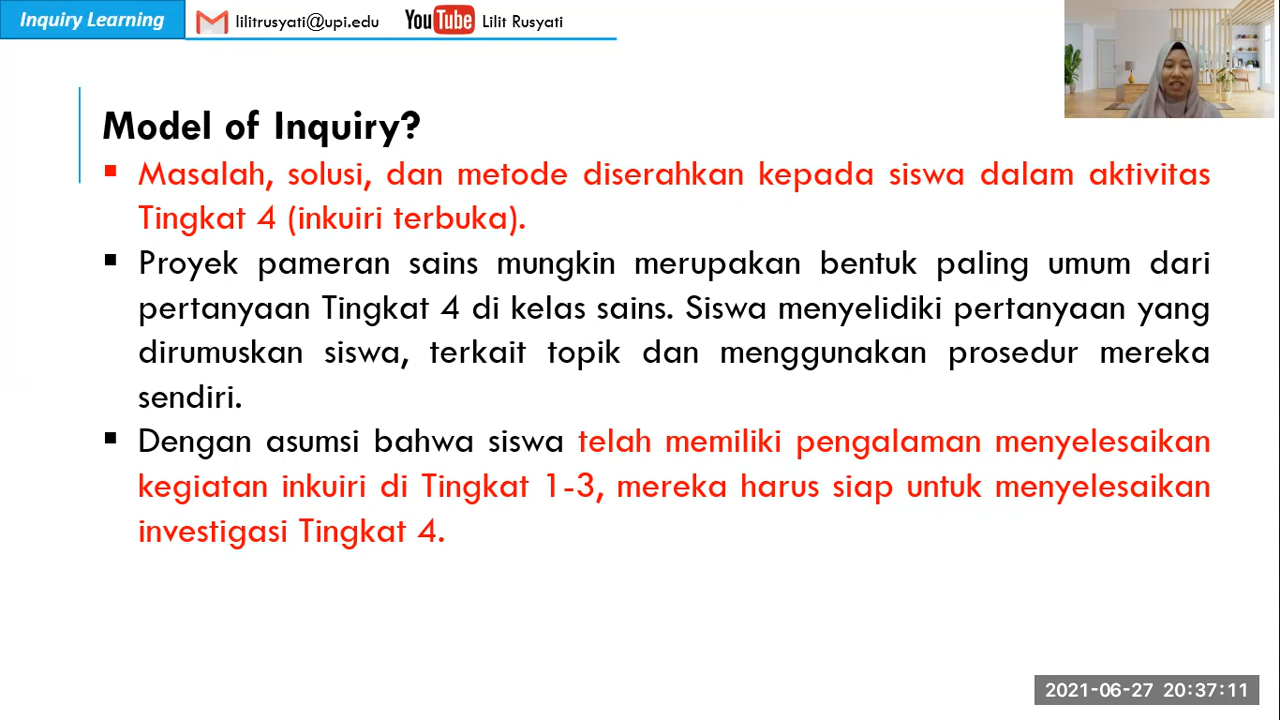 Inquiry Learning
lilitrusyati@upi.edu
YouTube
Lilit Rusyati
Model of Inquiry?
▪ Masalah, solusi, dan metode diserahkan kepada siswa dalam aktivitas
Tingkat 4 (inkuiri terbuka).
▪ Proyek pameran sains mungkin merupakan bentuk paling umum dari
pertanyaan Tingkat 4 di kelas sains. Siswa menyelidiki pertanyaan yang
dirumuskan siswa, terkait topik dan menggunakan prosedur mereka
sendiri.
▪ Dengan asumsi bahwa siswa telah memiliki pengalaman menyelesaikan
kegiatan inkuiri di Tingkat 1-3, mereka harus siap untuk menyelesaikan
investigasi Tingkat 4.
2021-06-27 20:37:11